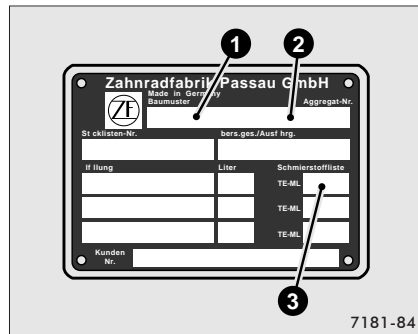 1 2
Zahnradfabrik Passau GmbH
Made in Germany
ZF Baumuster Aggregat-Nr.
St cklisten-Nr. bers.ges./Ausf hrg.
lf llung Liter Schmierstoffliste
TE-ML
TE-ML
TE-ML
3
Kunden
Nr.
7181-84